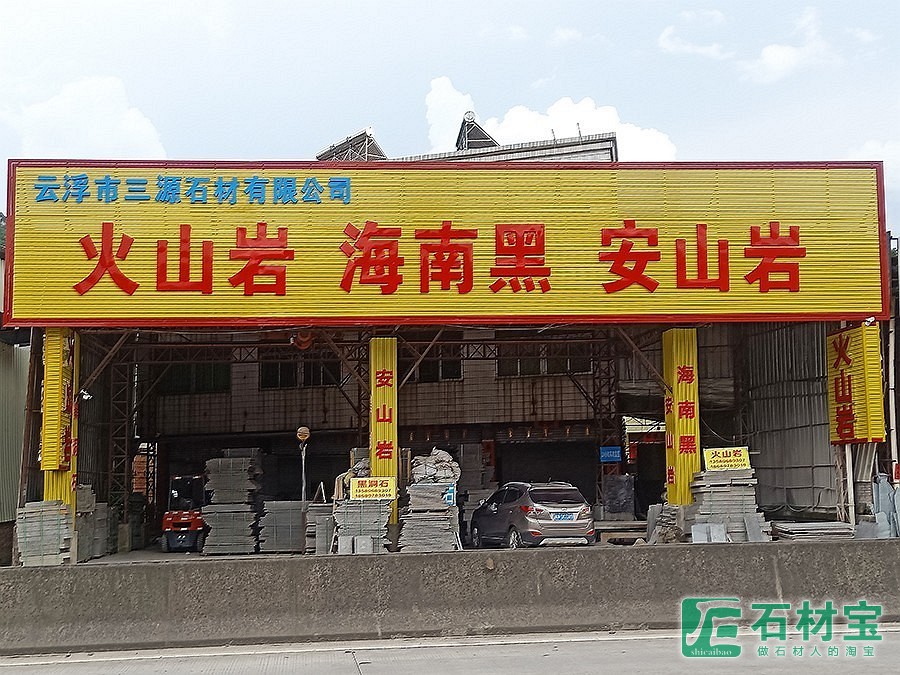 云浮市三源石材有限公司
火山岩 海南黑 安山岩
安山岩
海南黑
安山岩
火山岩
黑洞石
火山岩
石材宝
shicaibao
做石材人的淘宝